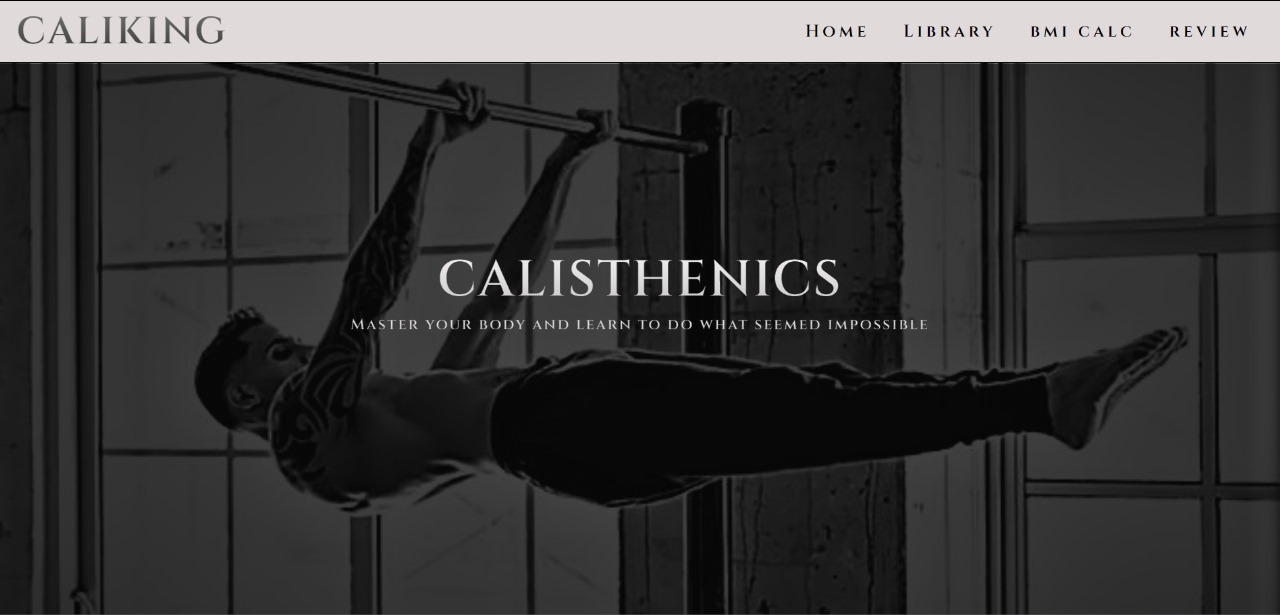 CALIKING
Home Library BMI CALC REVIEW
CALISTHENICS
Master your body and learn to do what seemed impossible